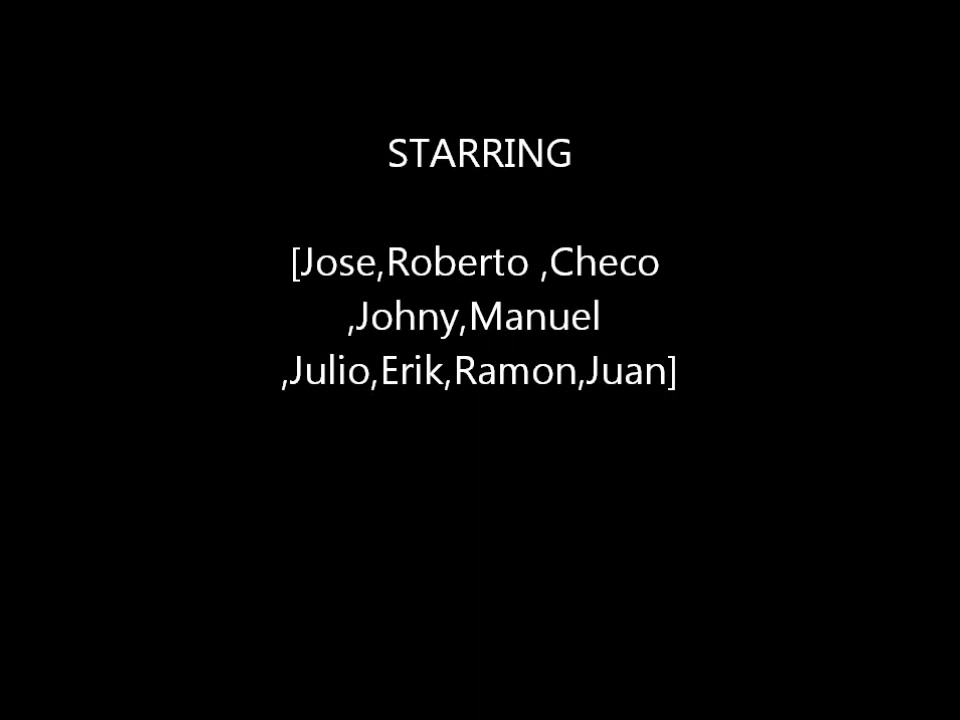 STARRING
[Jose,Roberto ,Checo
,Johny,Manuel
,Julio,Erik,Ramon,Juan]